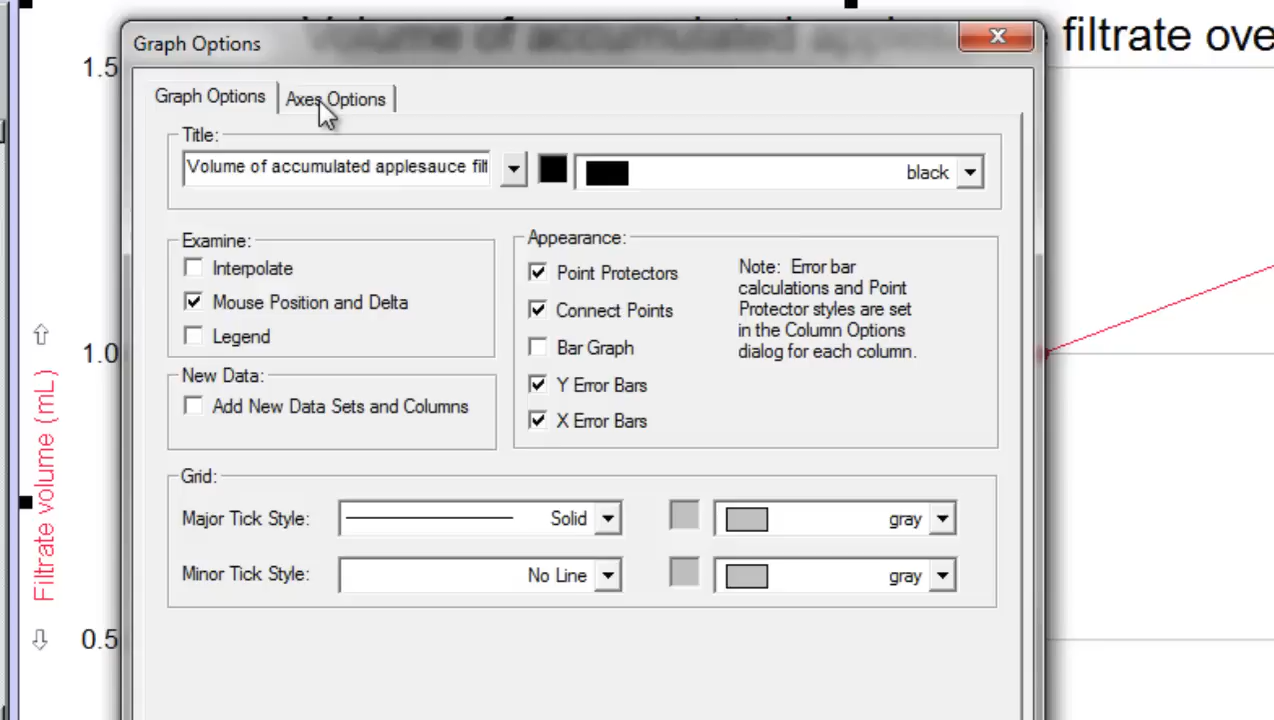 Volume of accumulated applesauce filtrate ove
Graph Options
Graph Options
Axes Options
Title:
Volume of accumulated applesauce filt
black
Examine:
Interpolate
Mouse Position and Delta
Legend
New Data:
Add New Data Sets and Columns
Appearance:
Point Protectors
Connect Points
Bar Graph
Y Error Bars
X Error Bars
Note: Error bar
calculations and Point
Protector styles are set
in the Column Options
dialog for each column.
Grid:
Major Tick Style:
Solid
gray
Minor Tick Style:
No Line
gray
1.5
1.0
0.5
Filtrate volume (mL)